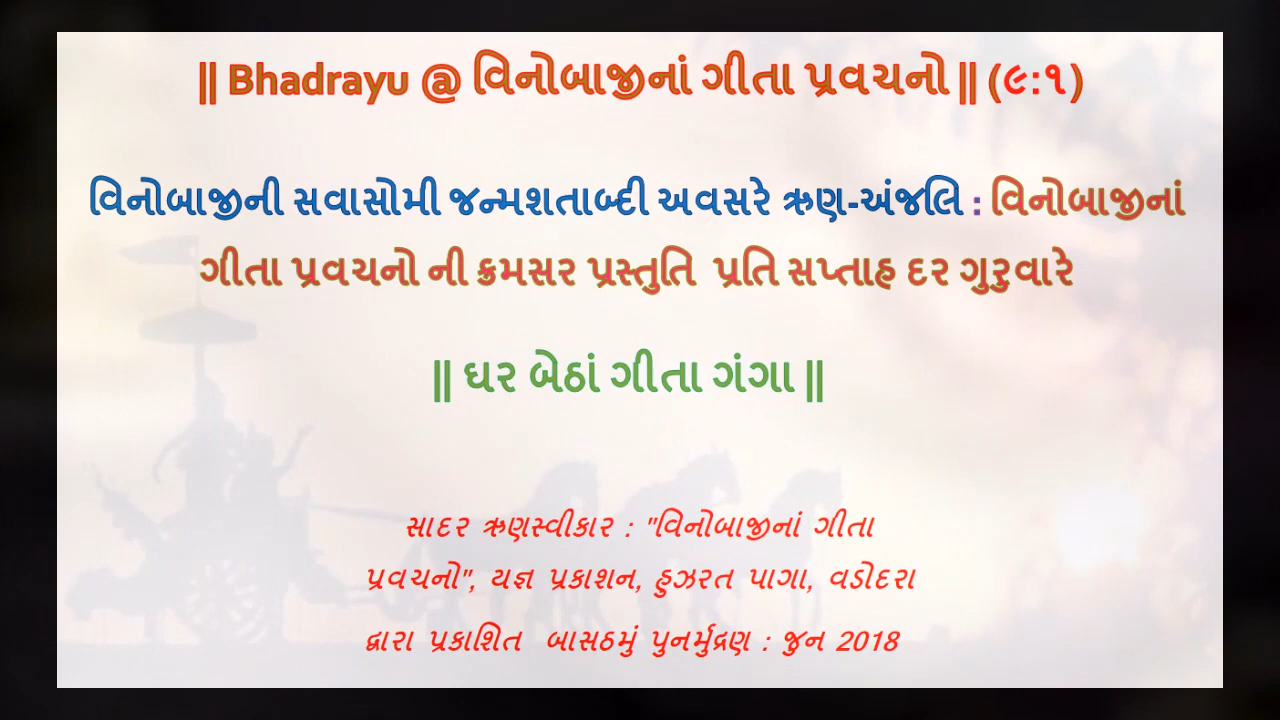 || Bhadrayu @ વિનોબાજીનાં ગીતા પ્રવચનો || (૯:૧)
વિનોબાજીની સવાસોમી જન્મશતાબ્દી અવસરે ઋણ-અંજલિ : વિનોબાજીનાં
ગીતા પ્રવચનો ની ક્રમસર પ્રસ્તુતિ પ્રતિ સપ્તાહ દર ગુરુવારે
|| ઘર બેઠાં ગીતા ગંગા ||
સાદર ઋણસ્વીકાર : "વિનોબાજીનાં ગીતા
પ્રવચનો", યજ્ઞ પ્રકાશન, હુઝરત પાગા, વડોદરા
દ્વારા પ્રકાશિત બાસઠમું પુનર્મુદ્રણ : જુન 2018